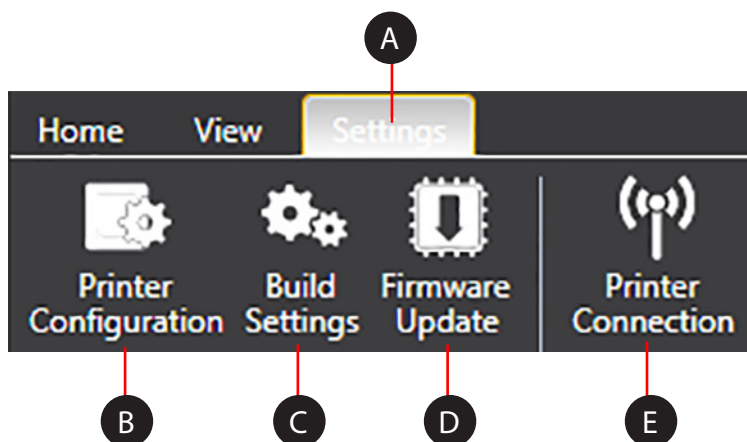 A
Home View Settings
Printer Configuration
Build Settings
Firmware Update
Printer Connection
B C D E